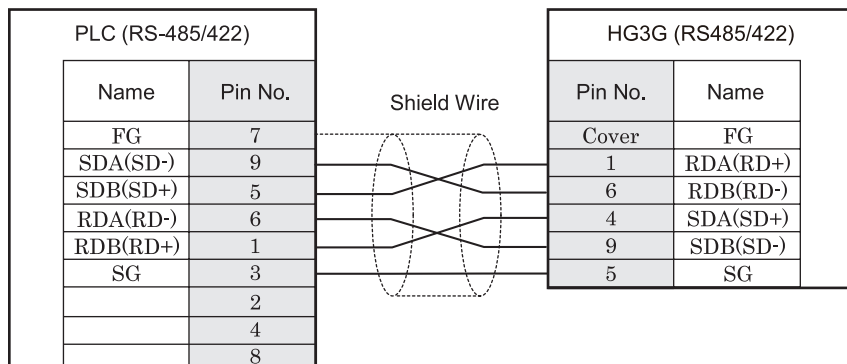 PLC (RS-485/422)
Name Pin No.
FG 7
SDA(SD-) 9
SDB(SD+) 5
RDA(RD-) 6
RDB(RD+) 1
SG 3
2
4
8
Shield Wire
HG3G (RS485/422)
Pin No. Name
Cover FG
1 RDA(RD+)
6 RDB(RD-)
4 SDA(SD+)
9 SDB(SD-)
5 SG